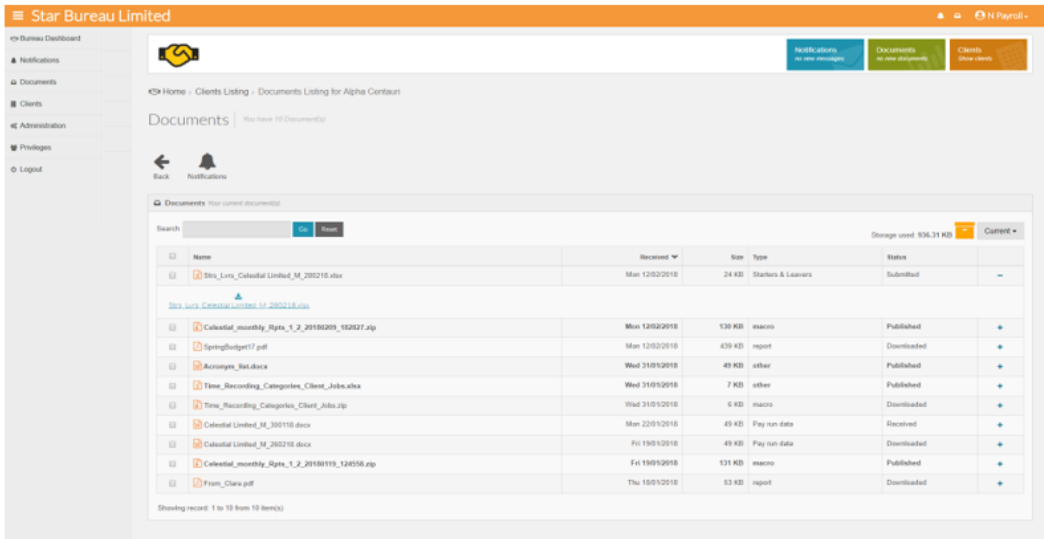 Star Bureau Limited
N Payroll
Bureau Dashboard
Notifications
Documents
Clients
Administration
Privileges
Logout
Notifications
no new messages
Documents
no new documents
Clients
Show clients
Home › Clients Listing › Documents Listing for Alpha Centauri
Documents You have 10 Document(s)
Back Notifications
Documents Your current document(s)
Search Go Reset Storage used: 936.31 KB Current
Name Received Size Type Status
Strs_Lvrs_Celestial Limited_M_280218.xlsx Mon 12/02/2018 24 KB Starters & Leavers Submitted −
Strs_Lvrs_Celestial Limited_M_280218.xlsx
Celestial_monthly_Rpts_1_2_20180209_182827.zip Mon 12/02/2018 130 KB macro Published +
SpringBudget17.pdf Mon 12/02/2018 439 KB report Downloaded +
Acronym_list.docx Wed 31/01/2018 49 KB other Published +
Time_Recording_Categories_Client_Jobs.xlsx Wed 31/01/2018 7 KB other Published +
Time_Recording_Categories_Client_Jobs.zip Wed 31/01/2018 6 KB macro Downloaded +
Celestial Limited_M_300118.docx Mon 22/01/2018 49 KB Pay run data Received +
Celestial Limited_M_260218.docx Fri 19/01/2018 49 KB Pay run data Downloaded +
Celestial_monthly_Rpts_1_2_20180119_124558.zip Fri 19/01/2018 131 KB macro Published +
From_Clara.pdf Thu 18/01/2018 53 KB report Downloaded +
Showing record: 1 to 10 from 10 item(s)